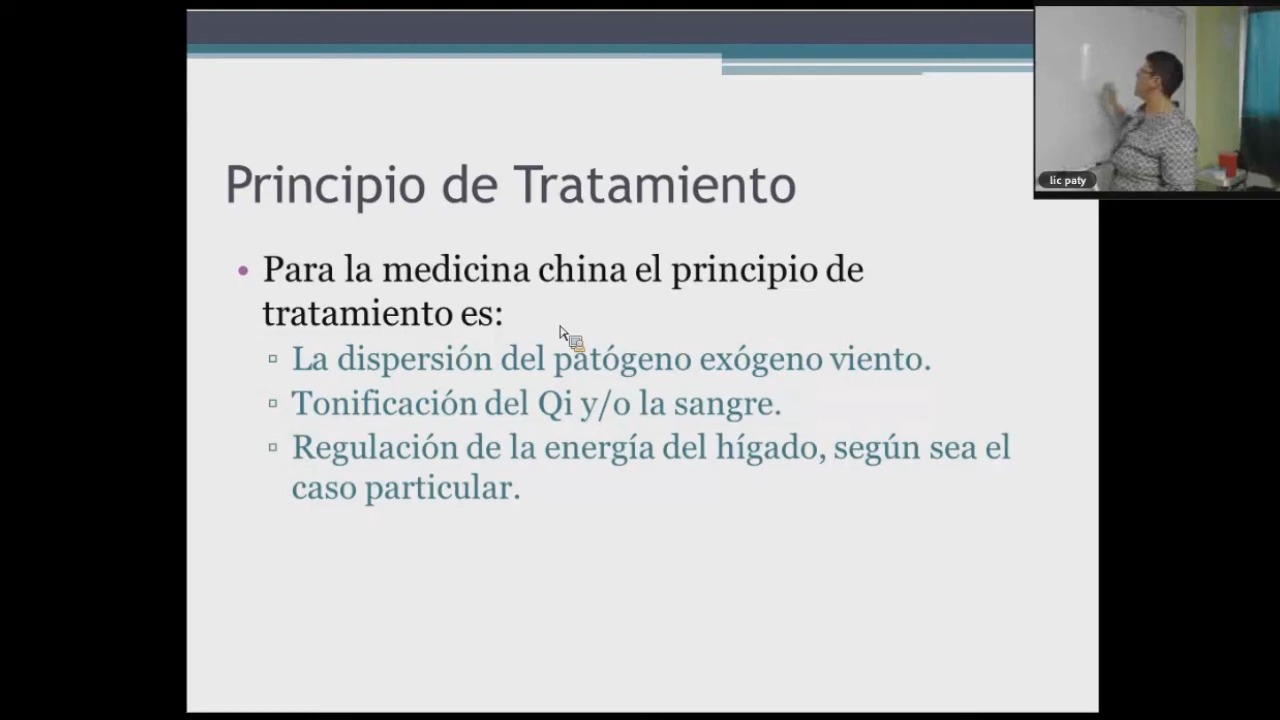 lic paty
Principio de Tratamiento
• Para la medicina china el principio de
tratamiento es:
▫ La dispersión del patógeno exógeno viento.
▫ Tonificación del Qi y/o la sangre.
▫ Regulación de la energía del hígado, según sea el
caso particular.